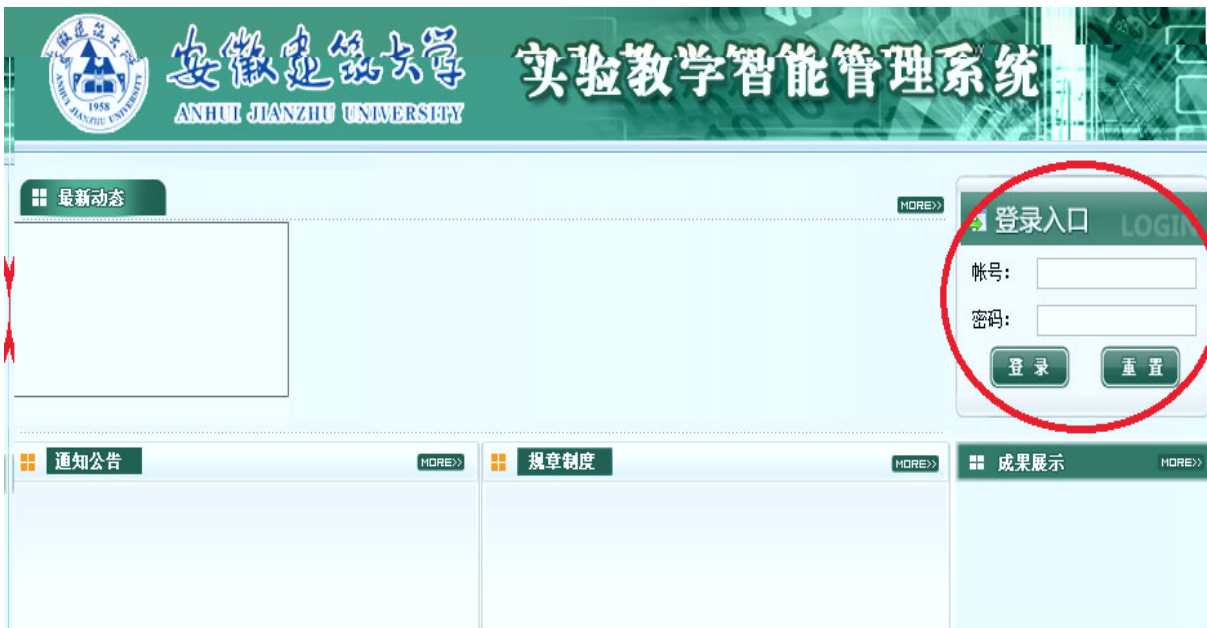 安徽建筑大学
ANHUI JIANZHU UNIVERSITY
1958
实验教学智能管理系统
最新动态
MORE>>
登录入口 LOGIN
帐号:
密码:
登录 重置
通知公告 MORE>>
规章制度 MORE>>
成果展示 MORE>>